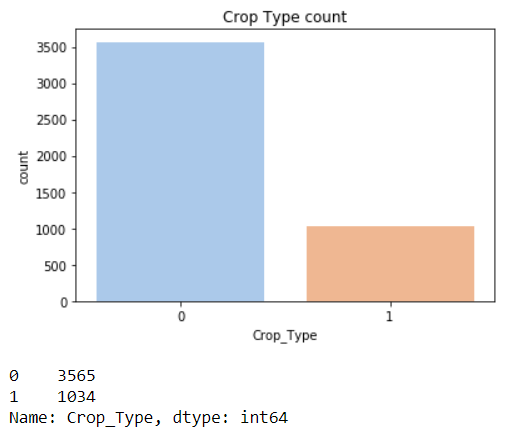 Crop Type count
3500
3000
2500
2000
1500
1000
500
0
count
0 1
Crop_Type
0 3565
1 1034
Name: Crop_Type, dtype: int64